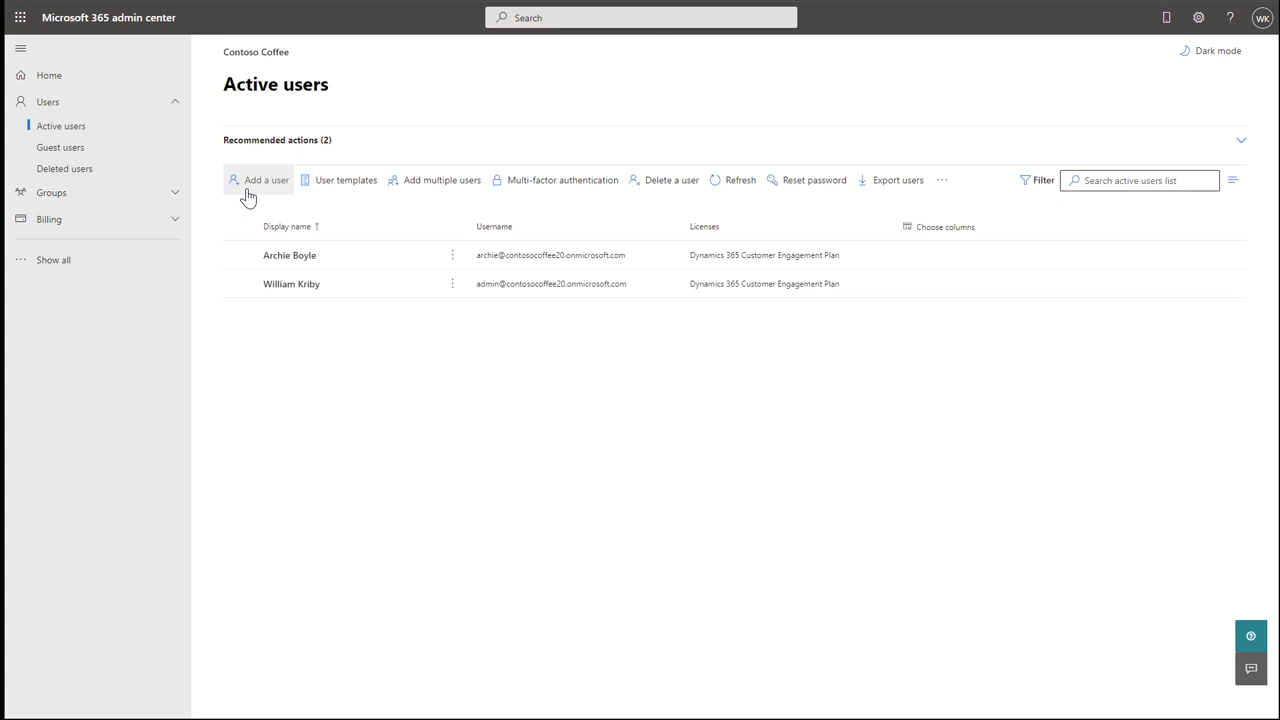 Microsoft 365 admin center
Search
WK
Contoso Coffee
Dark mode
Home
Users
Active users
Guest users
Deleted users
Groups
Billing
Show all
Active users
Recommended actions (2)
Add a user
User templates
Add multiple users
Multi-factor authentication
Delete a user
Refresh
Reset password
Export users
Filter
Search active users list
Display name ↑ Username Licenses Choose columns
Archie Boyle archie@contosocoffee20.onmicrosoft.com Dynamics 365 Customer Engagement Plan
William Kriby admin@contosocoffee20.onmicrosoft.com Dynamics 365 Customer Engagement Plan